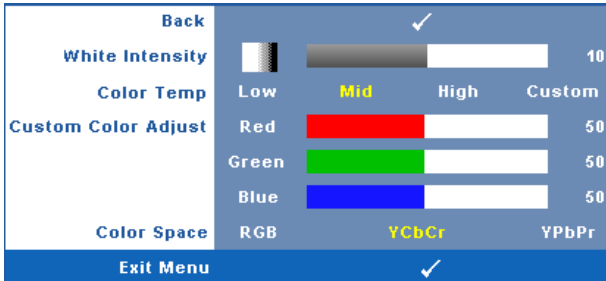 Back
White Intensity 10
Color Temp Low Mid High Custom
Custom Color Adjust Red 50
Green 50
Blue 50
Color Space RGB YCbCr YPbPr
Exit Menu